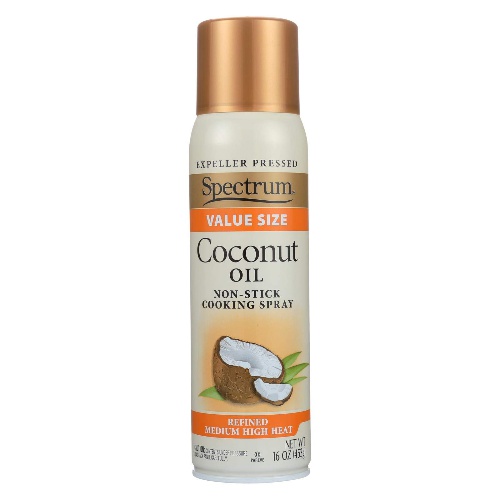 EXPELLER PRESSED
Spectrum
VALUE SIZE
Coconut
OIL
NON-STICK
COOKING SPRAY
REFINED
MEDIUM HIGH HEAT
NET WT
16 OZ (453